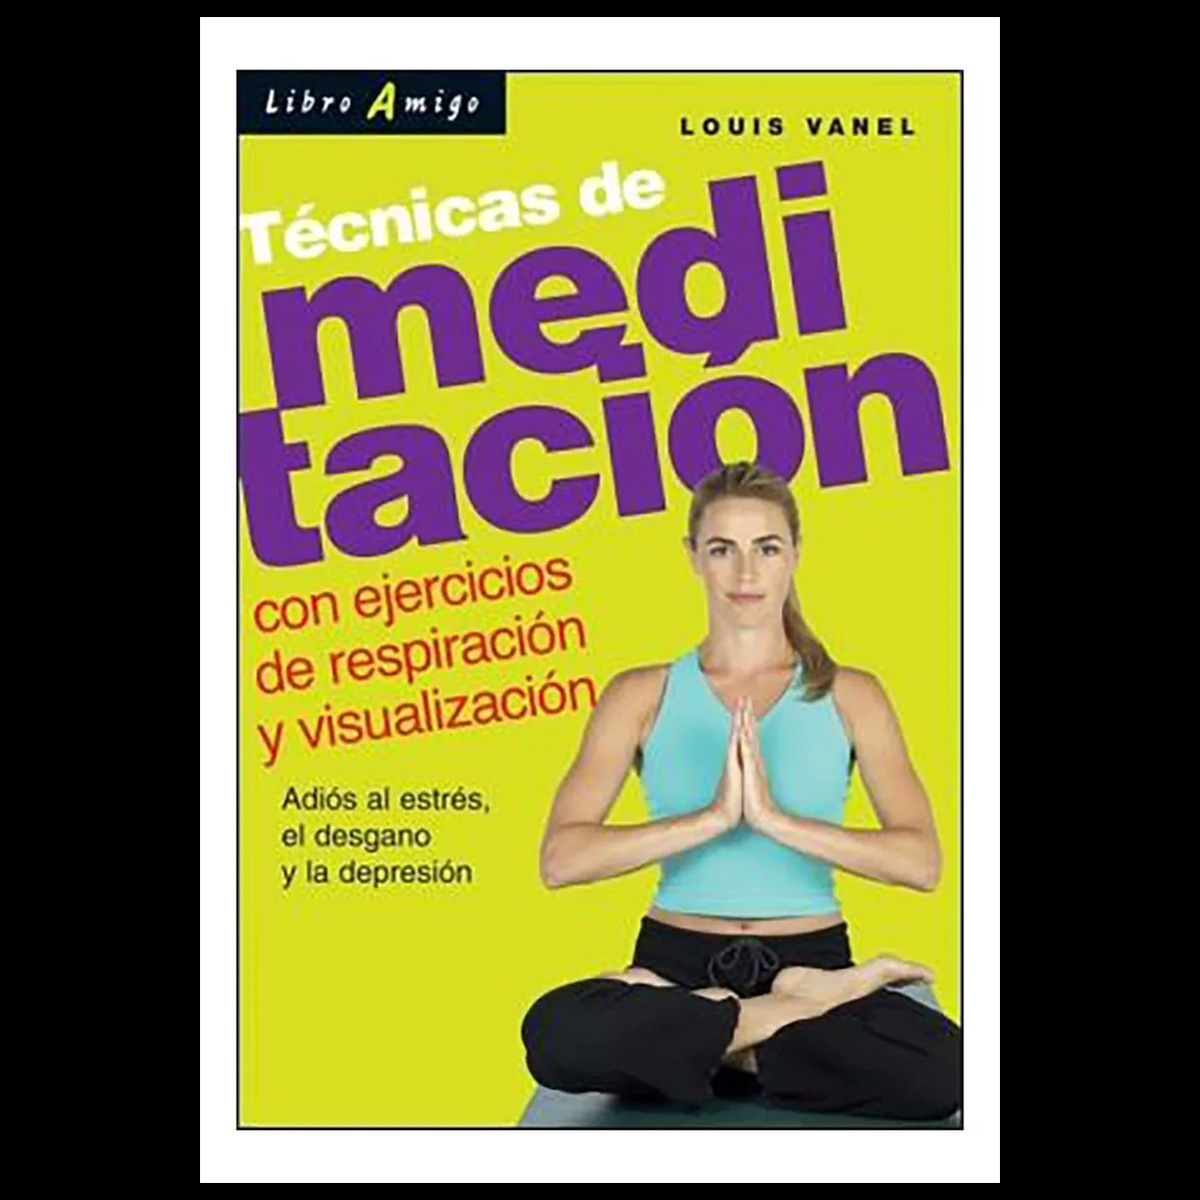 Libro Amigo
LOUIS VANEL
Técnicas de
medi
tación
con ejercicios
de respiración
y visualización
Adiós al estrés,
el desgano
y la depresión